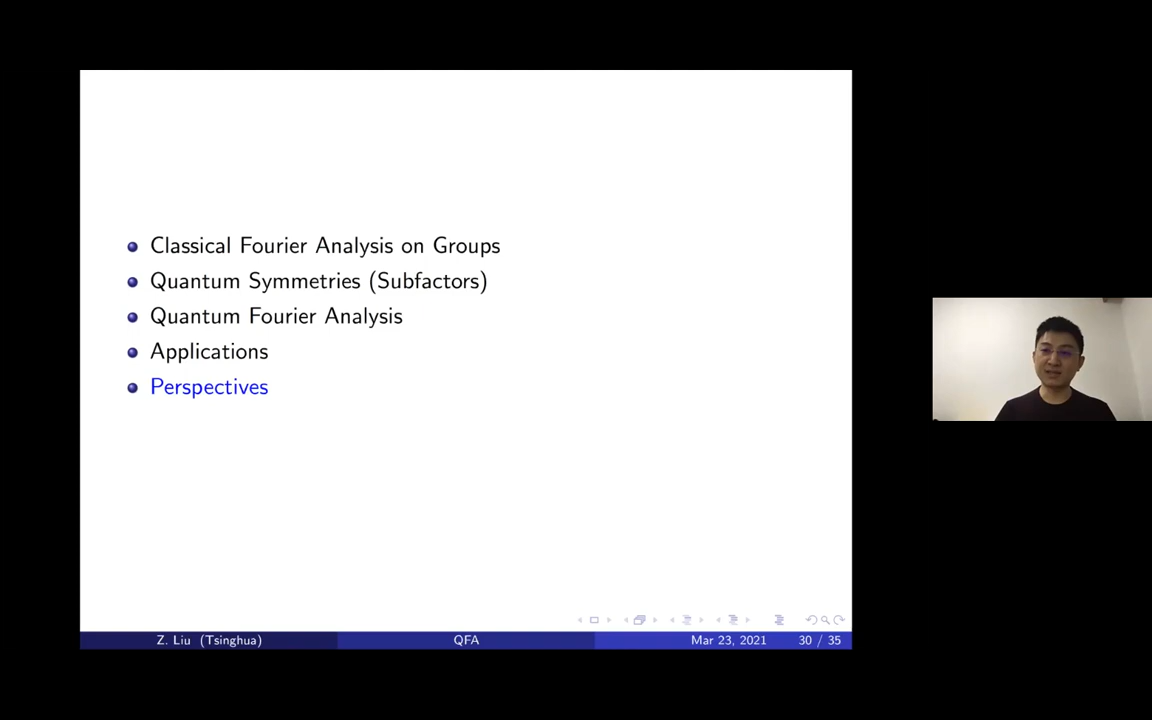 Classical Fourier Analysis on Groups
Quantum Symmetries (Subfactors)
Quantum Fourier Analysis
Applications
Perspectives
Z. Liu (Tsinghua)
QFA
Mar 23, 2021
30 / 35